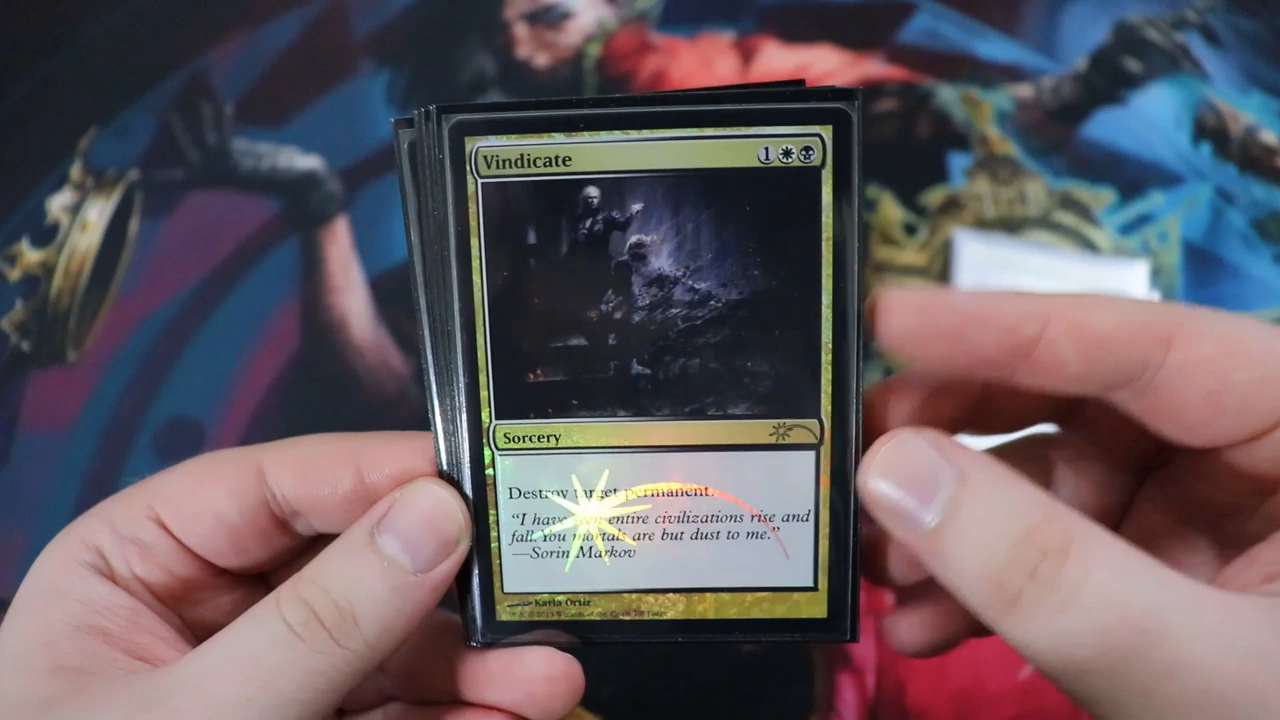 Vindicate 1
Sorcery
Destroy target permanent.
"I have seen entire civilizations rise and
fall. You mortals are but dust to me."
—Sorin Markov
Karla Ortiz